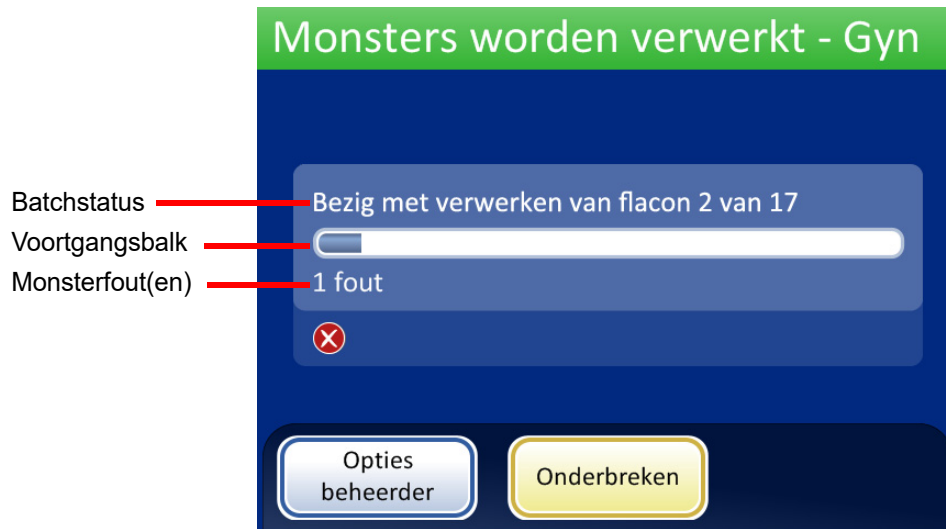 Monsters worden verwerkt - Gyn
Batchstatus
Bezig met verwerken van flacon 2 van 17
Voortgangsbalk
Monsterfout(en)
1 fout
Opties
beheerder
Onderbreken